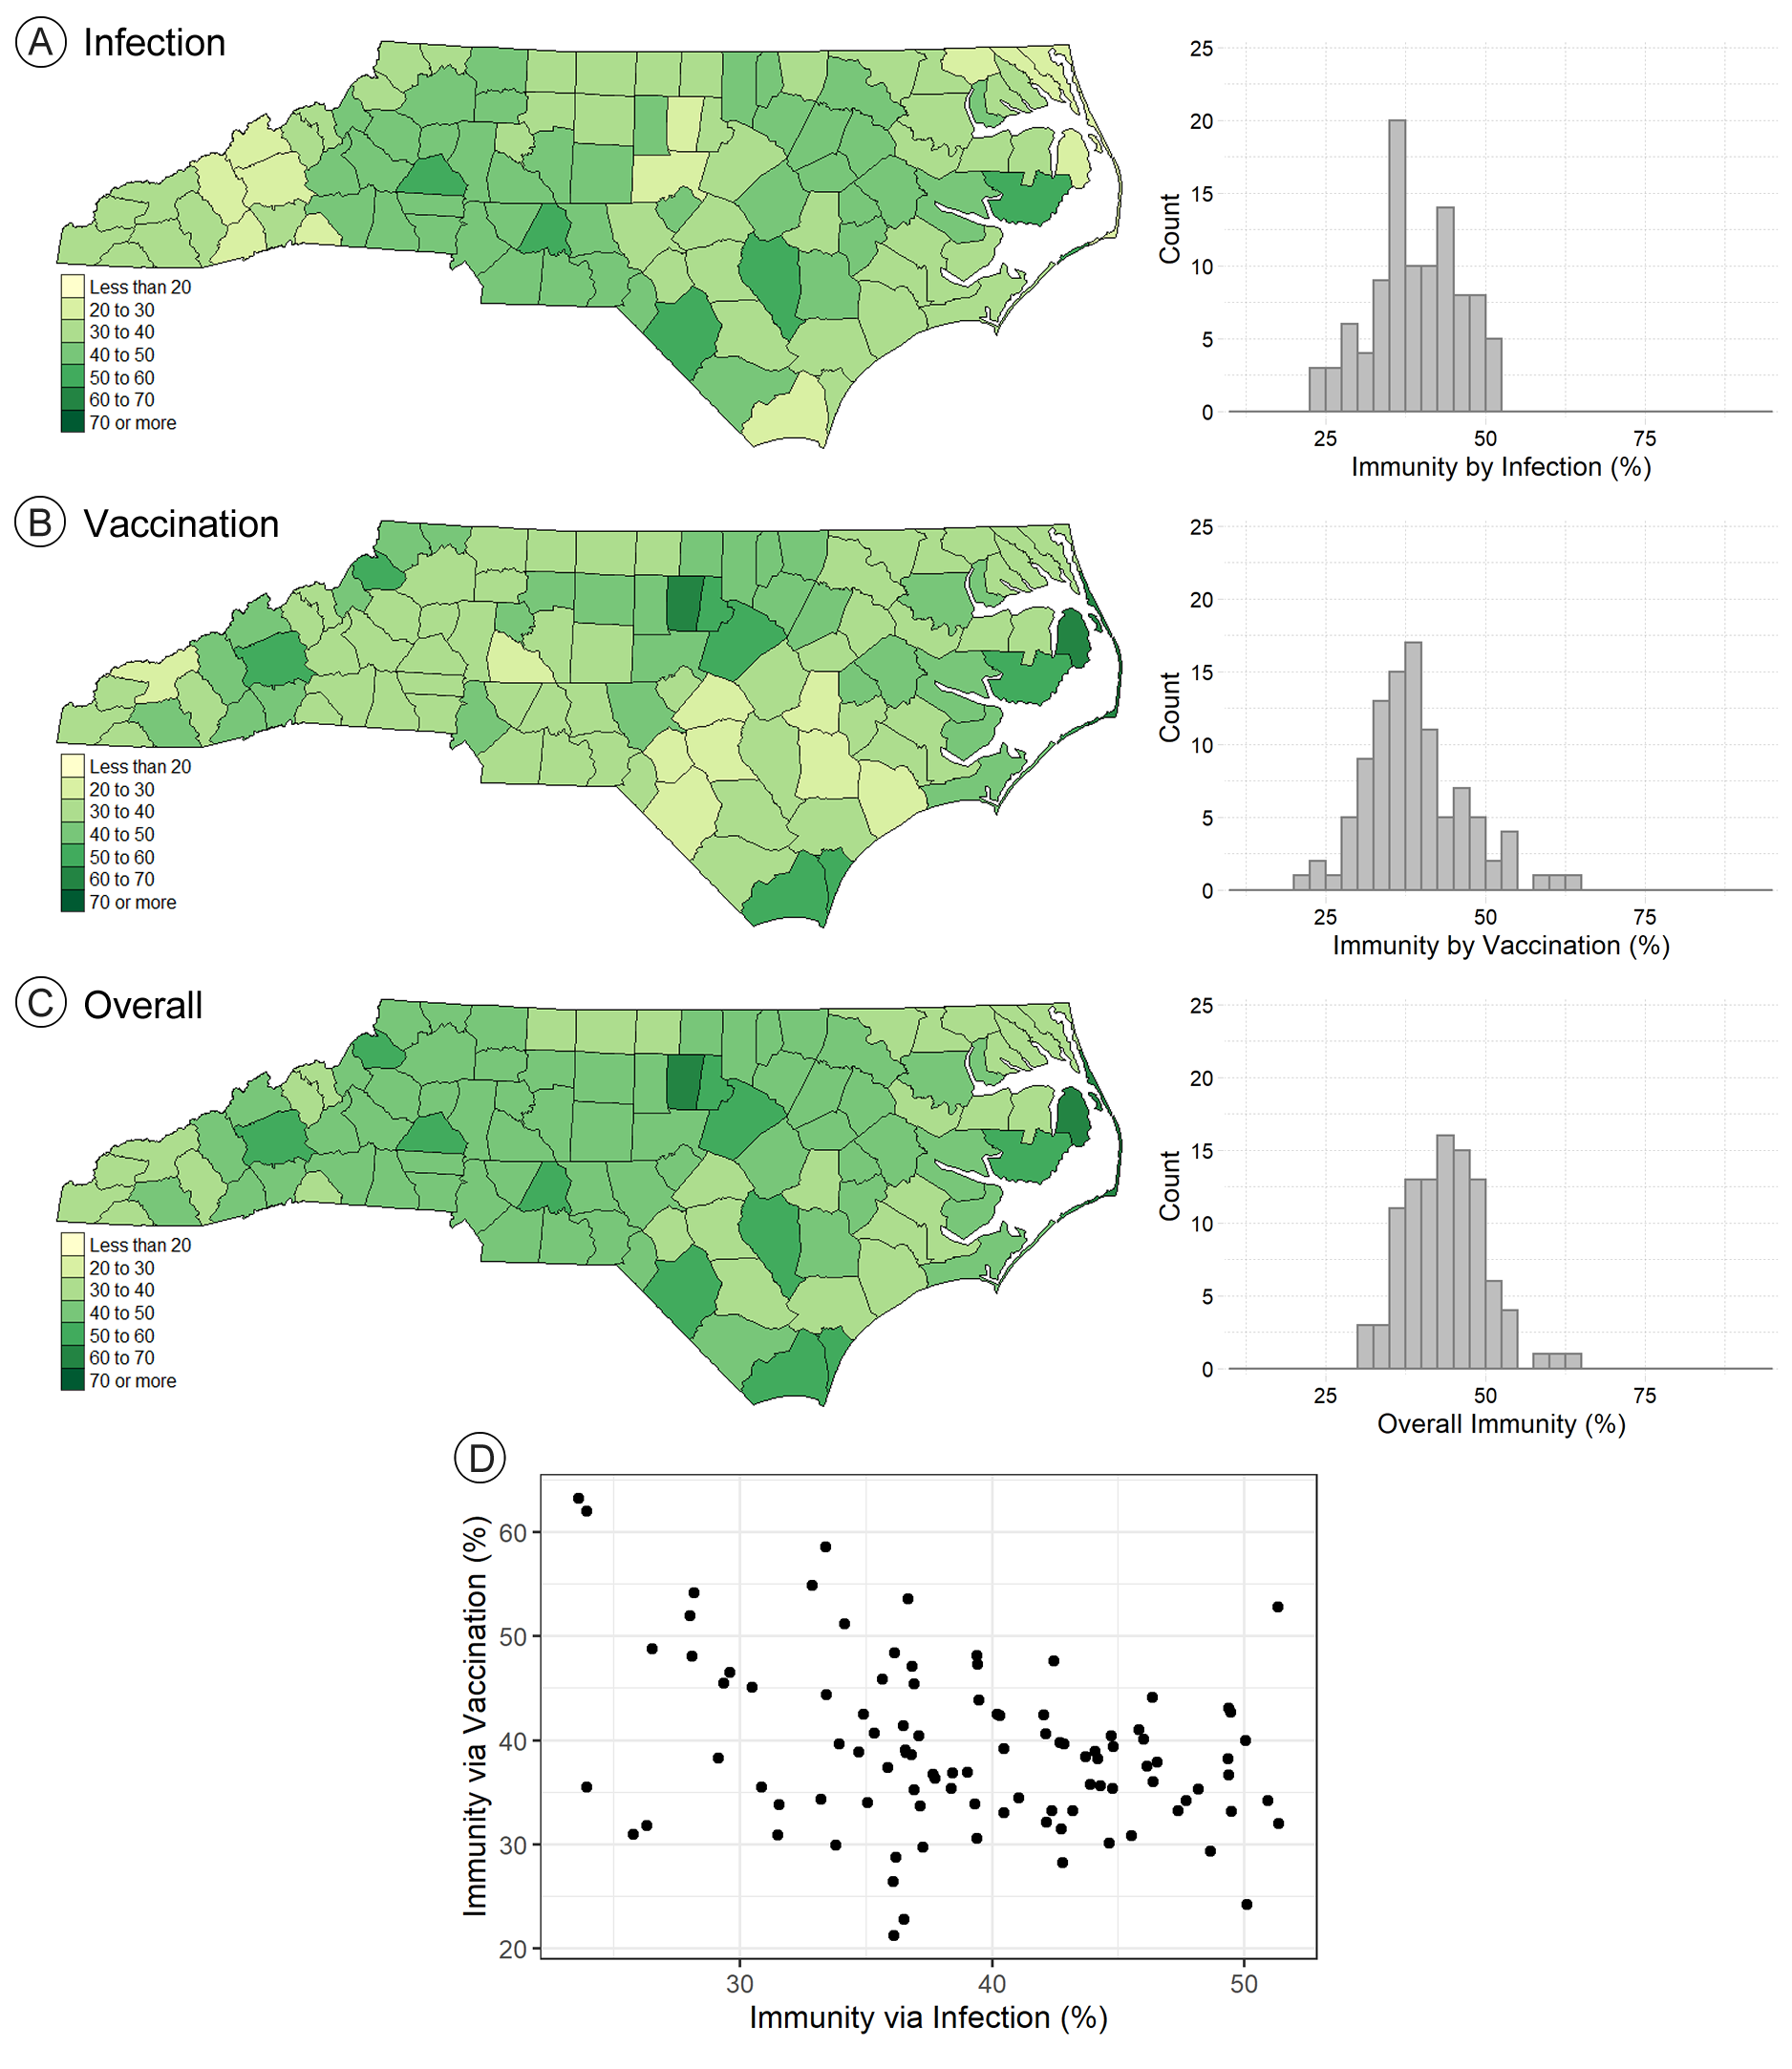 A Infection
Less than 20
20 to 30
30 to 40
40 to 50
50 to 60
60 to 70
70 or more
25
20
15
10
5
0
Count
25 50 75
Immunity by Infection (%)
B Vaccination
Less than 20
20 to 30
30 to 40
40 to 50
50 to 60
60 to 70
70 or more
25
20
15
10
5
0
Count
25 50 75
Immunity by Vaccination (%)
C Overall
Less than 20
20 to 30
30 to 40
40 to 50
50 to 60
60 to 70
70 or more
25
20
15
10
5
0
Count
25 50 75
Overall Immunity (%)
D
Immunity via Vaccination (%)
60
50
40
30
20
30 40 50
Immunity via Infection (%)